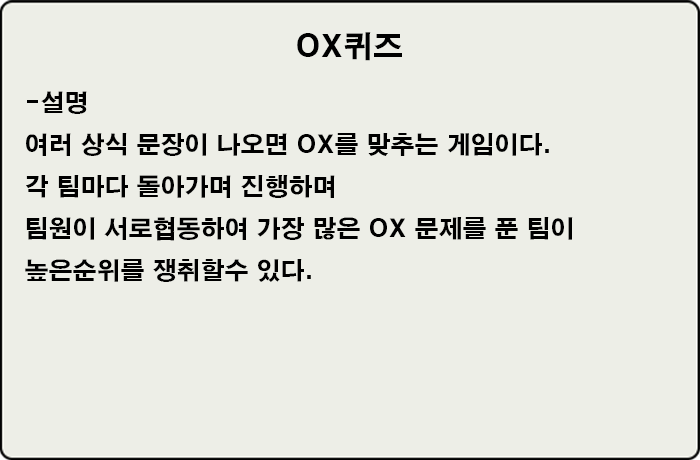 OX퀴즈
-설명
여러 상식 문장이 나오면 OX를 맞추는 게임이다.
각 팀마다 돌아가며 진행하며
팀원이 서로협동하여 가장 많은 OX 문제를 푼 팀이
높은순위를 쟁취할수 있다.